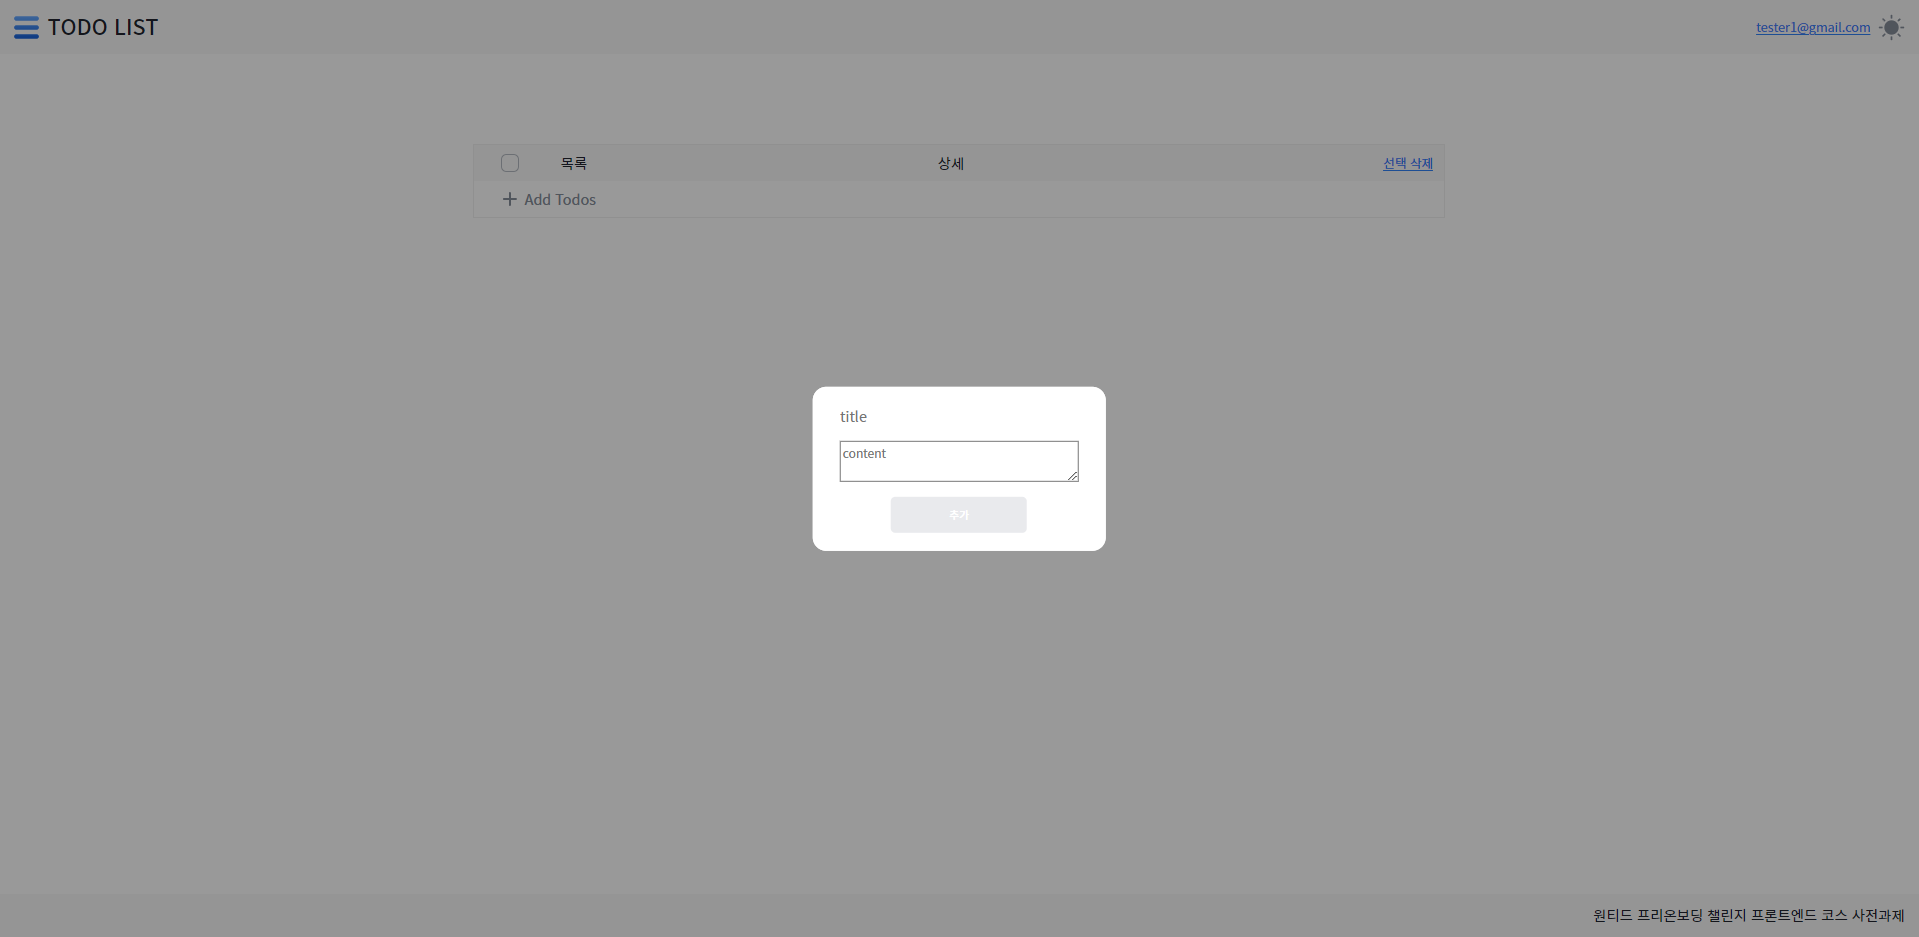 TODO LIST
tester1@gmail.com
목록 상세 선택 삭제
Add Todos
title
content
추가
원티드 프리온보딩 챌린지 프론트엔드 코스 사전과제